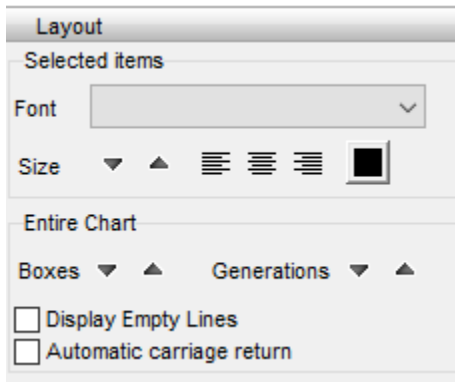 Layout
Selected items
Font
Size
Entire Chart
Boxes Generations
Display Empty Lines
Automatic carriage return